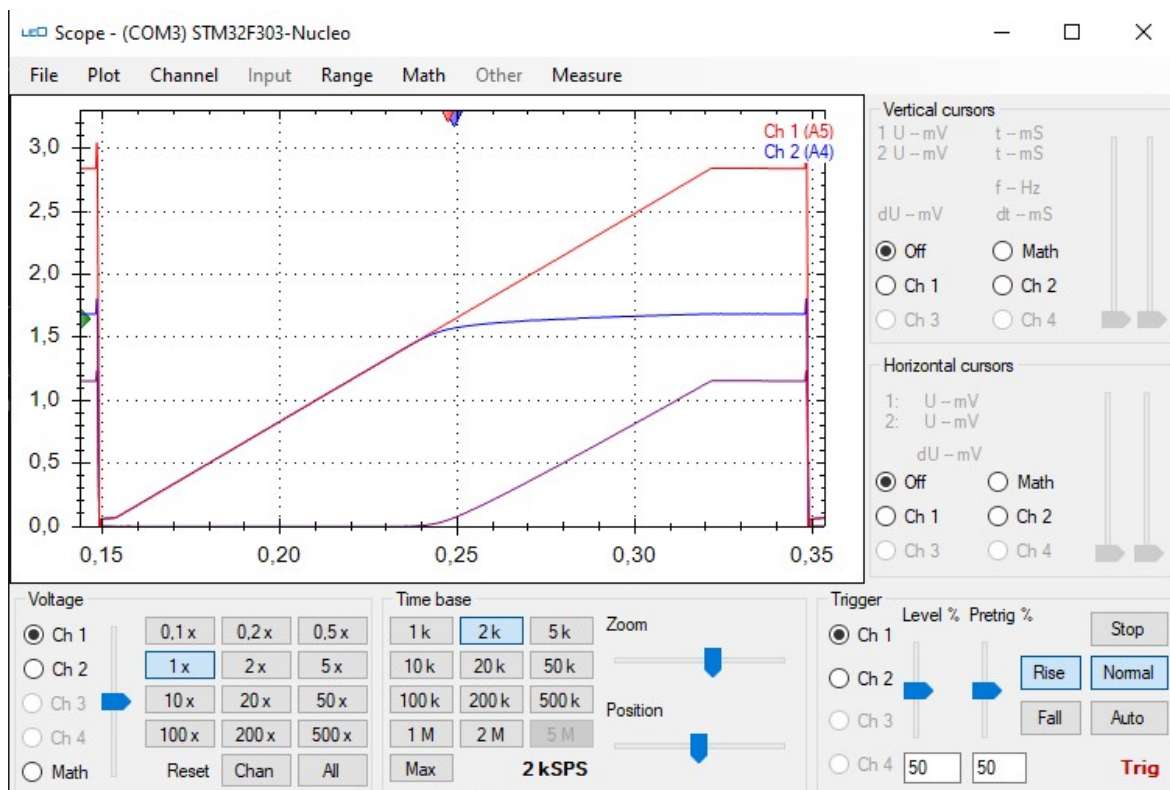 LEO Scope - (COM3) STM32F303-Nucleo
File Plot Channel Input Range Math Other Measure
Ch 1 (A5)
Ch 2 (A4)
3,0
2,5
2,0
1,5
1,0
0,5
0,0
0,15 0,20 0,25 0,30 0,35
Vertical cursors
1 U -- mV t -- mS
2 U -- mV t -- mS
f -- Hz
dU -- mV dt -- mS
Off Math
Ch 1 Ch 2
Ch 3 Ch 4
Horizontal cursors
1: U -- mV
2: U -- mV
dU -- mV
Off Math
Ch 1 Ch 2
Ch 3 Ch 4
Voltage
Ch 1 0,1 x 0,2 x 0,5 x
Ch 2 1 x 2 x 5 x
Ch 3 10 x 20 x 50 x
Ch 4 100 x 200 x 500 x
Math Reset Chan All
Time base
1 k 2 k 5 k Zoom
10 k 20 k 50 k
100 k 200 k 500 k Position
1 M 2 M 5 M
Max 2 kSPS
Trigger
Level % Pretrig %
Ch 1 Stop
Ch 2 Rise Normal
Ch 3 Fall Auto
Ch 4 50 50 Trig